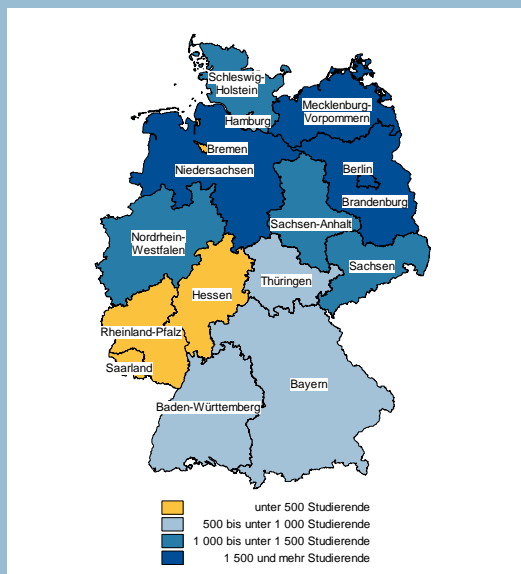 Schleswig-
Holstein
Mecklenburg-
Vorpommern
Hamburg
Bremen
Niedersachsen
Berlin
Brandenburg
Sachsen-Anhalt
Nordrhein-
Westfalen
Sachsen
Thüringen
Hessen
Rheinland-Pfalz
Saarland
Bayern
Baden-Württemberg
unter 500 Studierende
500 bis unter 1 000 Studierende
1 000 bis unter 1 500 Studierende
1 500 und mehr Studierende